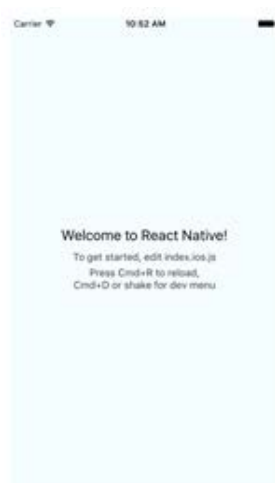 Carrier 10:52 AM
Welcome to React Native!
To get started, edit index.ios.js
Press Cmd+R to reload,
Cmd+D or shake for dev menu